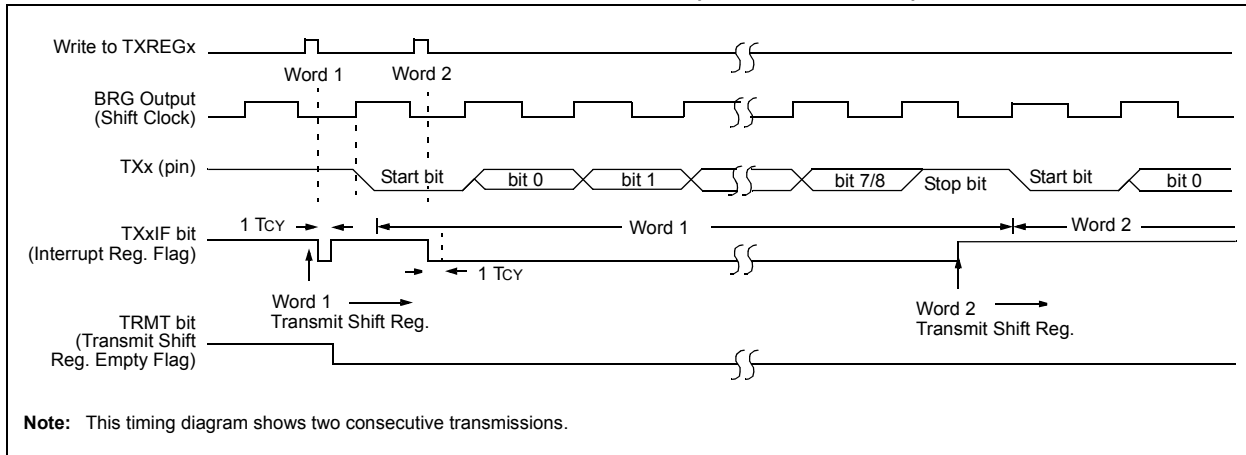 Write to TXREGx
Word 1
Word 2
BRG Output
(Shift Clock)
TXx (pin)
Start bit
bit 0
bit 1
bit 7/8
Stop bit
Start bit
bit 0
1 TCY
Word 1
Word 2
TXxIF bit
(Interrupt Reg. Flag)
1 TCY
Word 1
Transmit Shift Reg.
Word 2
Transmit Shift Reg.
TRMT bit
(Transmit Shift
Reg. Empty Flag)
Note: This timing diagram shows two consecutive transmissions.